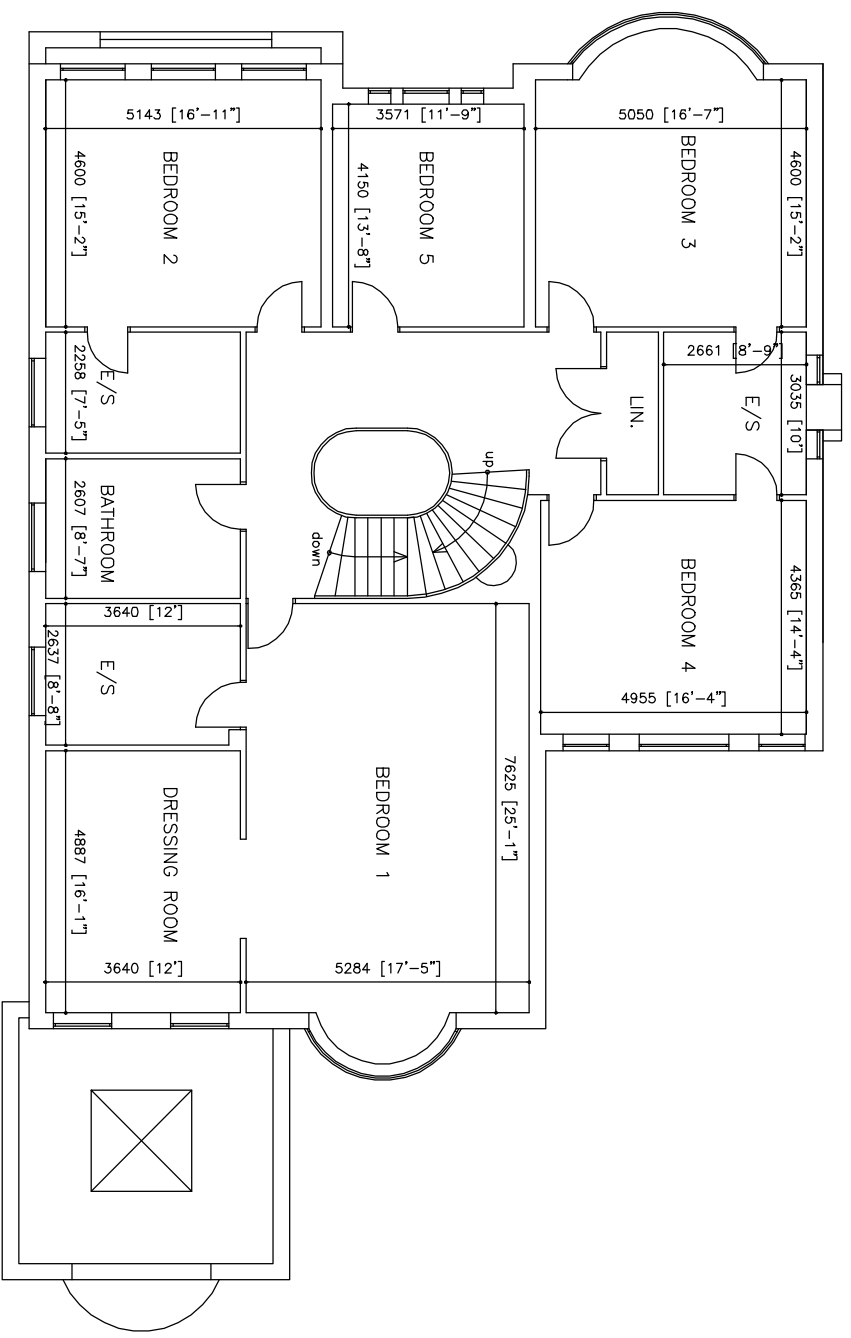 5143 [16'-11"]
3571 [11'-9"]
5050 [16'-7"]
4600 [15'-2"]
BEDROOM 2
4150 [13'-8"]
BEDROOM 5
BEDROOM 3
4600 [15'-2"]
2258 [7'-5"]
E/S
LIN.
2661 [8'-9"]
E/S
3035 [10']
up
down
2607 [8'-7"]
BATHROOM
BEDROOM 4
4365 [14'-4"]
4955 [16'-4"]
3640 [12']
2637 [8'-8"]
E/S
BEDROOM 1
7625 [25'-1"]
DRESSING ROOM
4887 [16'-1"]
3640 [12']
5284 [17'-5"]